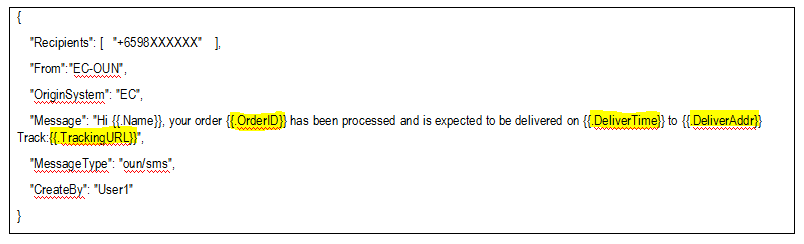 {
"Recipients": [ "+6598XXXXXX" ],
"From":"EC-OUN",
"OriginSystem": "EC",
"Message": "Hi {{.Name}}, your order {{.OrderID}} has been processed and is expected to be delivered on {{.DeliverTime}} to {{.DeliverAddr}}
Track:{{.TrackingURL}}",
"MessageType": "oun/sms",
"CreateBy": "User1"
}